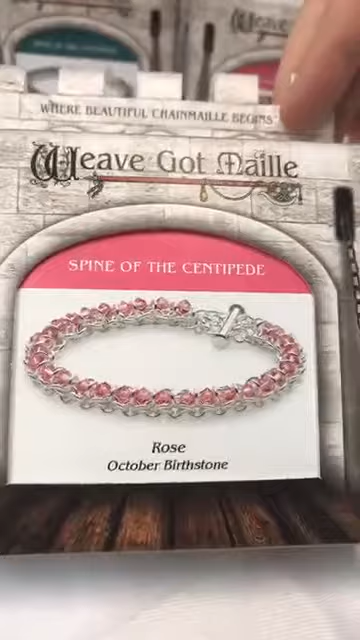 WHERE BEAUTIFUL CHAINMAILLE BEGINS
Weave Got Maille
SPINE OF THE CENTIPEDE
Rose
October Birthstone